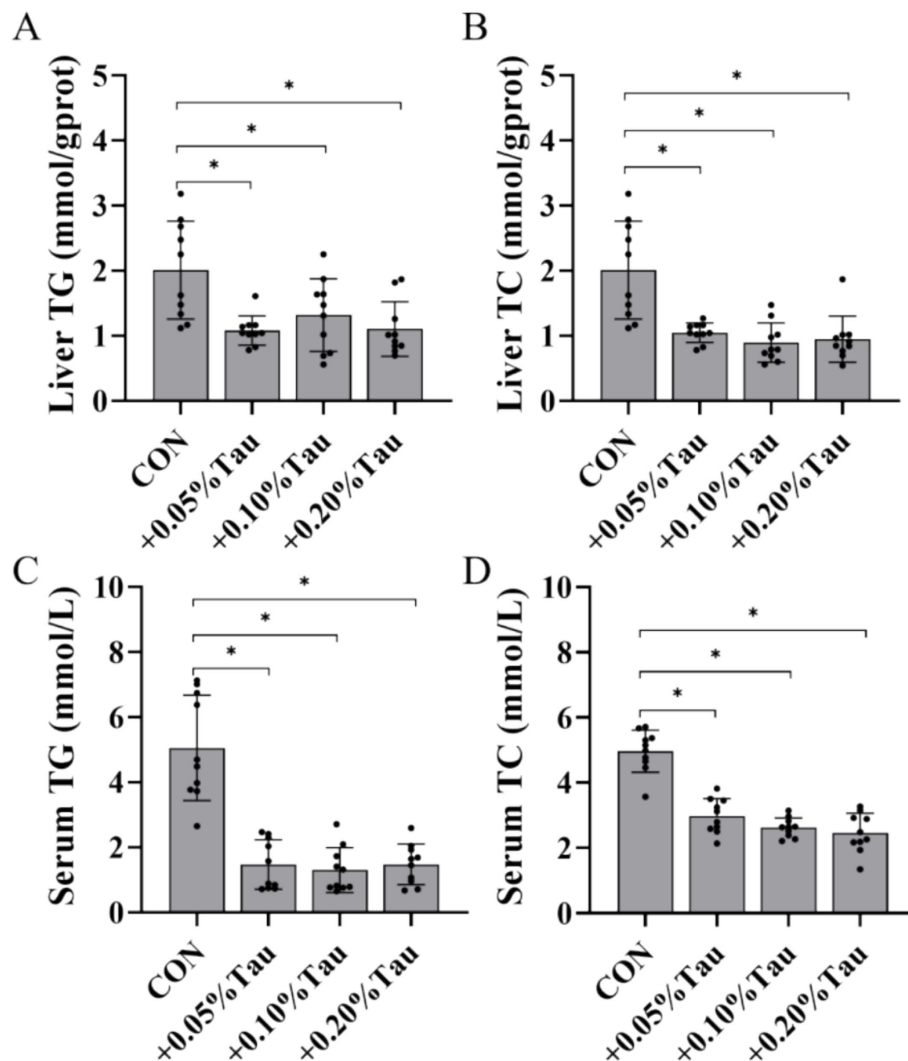 A
Liver TG (mmol/gprot)
5
4
3
2
1
0
*
*
*
CON
+0.05%Tau
+0.10%Tau
+0.20%Tau
B
Liver TC (mmol/gprot)
5
4
3
2
1
0
*
*
*
CON
+0.05%Tau
+0.10%Tau
+0.20%Tau
C
Serum TG (mmol/L)
10
8
6
4
2
0
*
*
*
CON
+0.05%Tau
+0.10%Tau
+0.20%Tau
D
Serum TC (mmol/L)
10
8
6
4
2
0
*
*
*
CON
+0.05%Tau
+0.10%Tau
+0.20%Tau